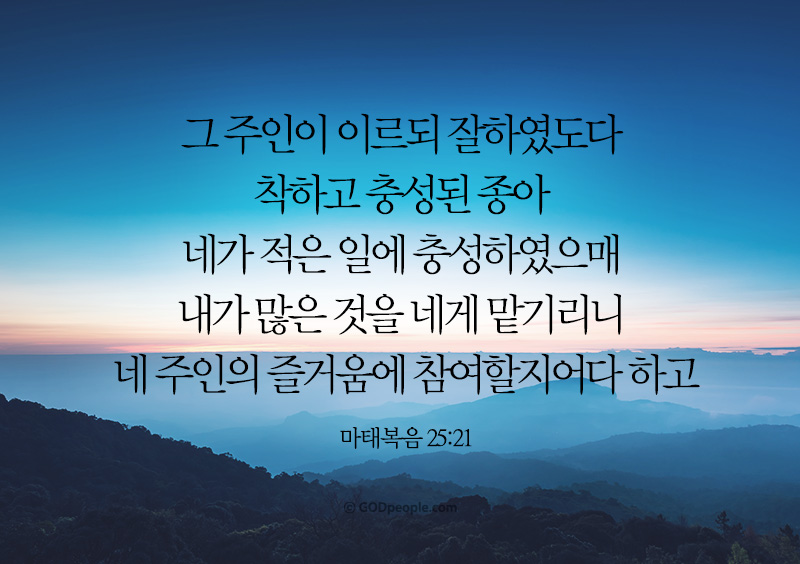 그 주인이 이르되 잘하였도다
착하고 충성된 종아
네가 적은 일에 충성하였으매
내가 많은 것을 네게 맡기리니
네 주인의 즐거움에 참여할지어다 하고
마태복음 25:21
© GODpeople.com